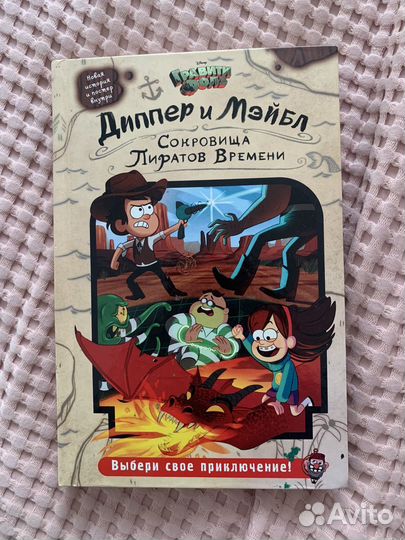 Новая
история
и постер
внутри
Disney
ГРАВИТИ
ФОЛЗ
Диппер и Мэйбл
Сокровища
Пиратов Времени
Выбери свое приключение!
Avito